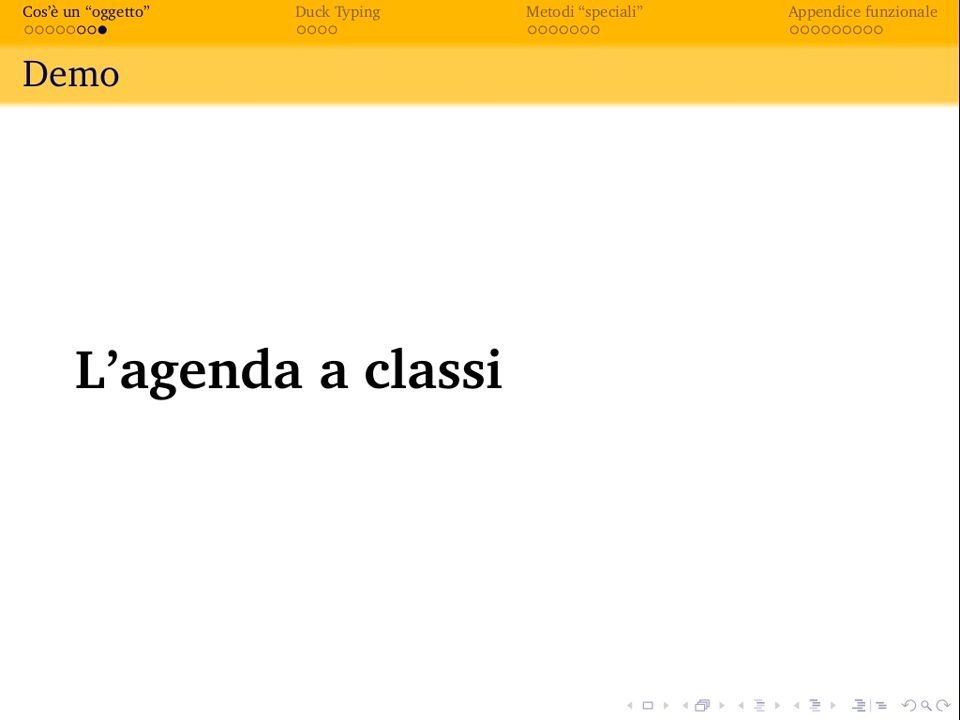 Cos’è un “oggetto” Duck Typing Metodi “speciali” Appendice funzionale
Demo
L’agenda a classi